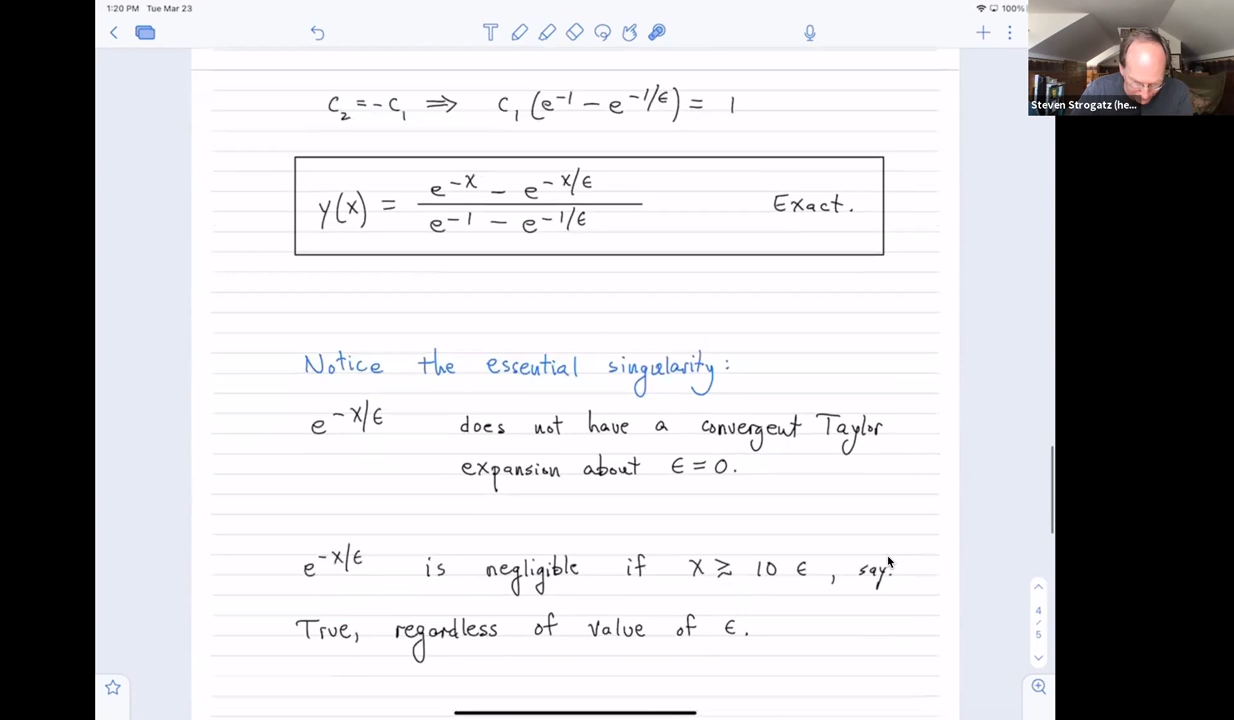 1:20 PM Tue Mar 23
100%
Steven Strogatz (he...
C₂ = -C₁ ⟹ C₁ (e^{-1} - e^{-1/ϵ}) = 1
y(x) = (e^{-x} - e^{-x/ϵ}) / (e^{-1} - e^{-1/ϵ}) Exact.
Notice the essential singularity:
e^{-x/ϵ} does not have a convergent Taylor
expansion about ϵ = 0.
e^{-x/ϵ} is negligible if x ≳ 10 ϵ, say.
True, regardless of value of ϵ.
4
/
5